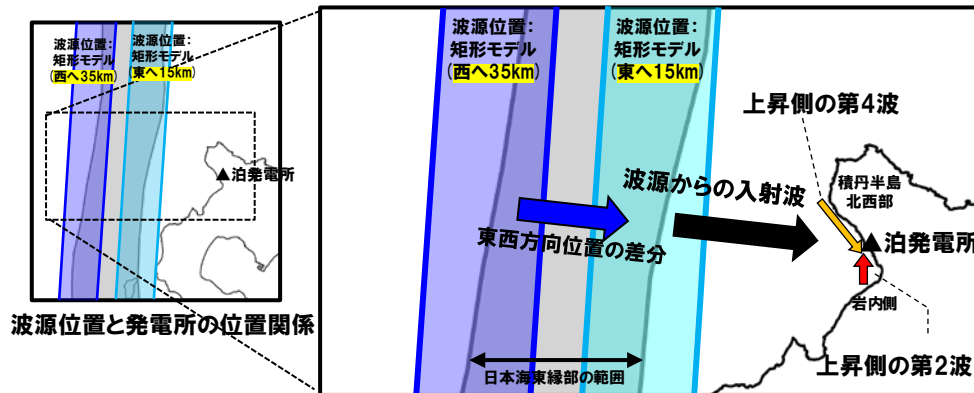 波源位置：
矩形モデル
(西へ35km)
波源位置：
矩形モデル
(東へ15km)
▲泊発電所
波源位置と発電所の位置関係
波源位置：
矩形モデル
(西へ35km)
波源位置：
矩形モデル
(東へ15km)
上昇側の第4波
積丹半島
北西部
波源からの入射波
▲泊発電所
東西方向位置の差分
岩内側
上昇側の第2波
日本海東縁部の範囲